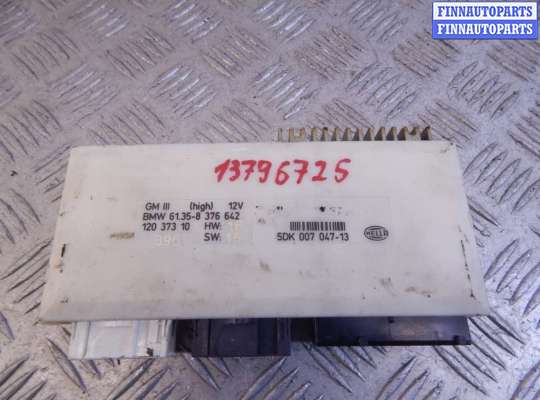 FINNAUTOPARTS
FINNAUTOPARTS
13796725
GM III (high) 12V
BMW 61.35-8 376 642
120 373 10 HW:
SW:
5DK 007 047-13
HELLA